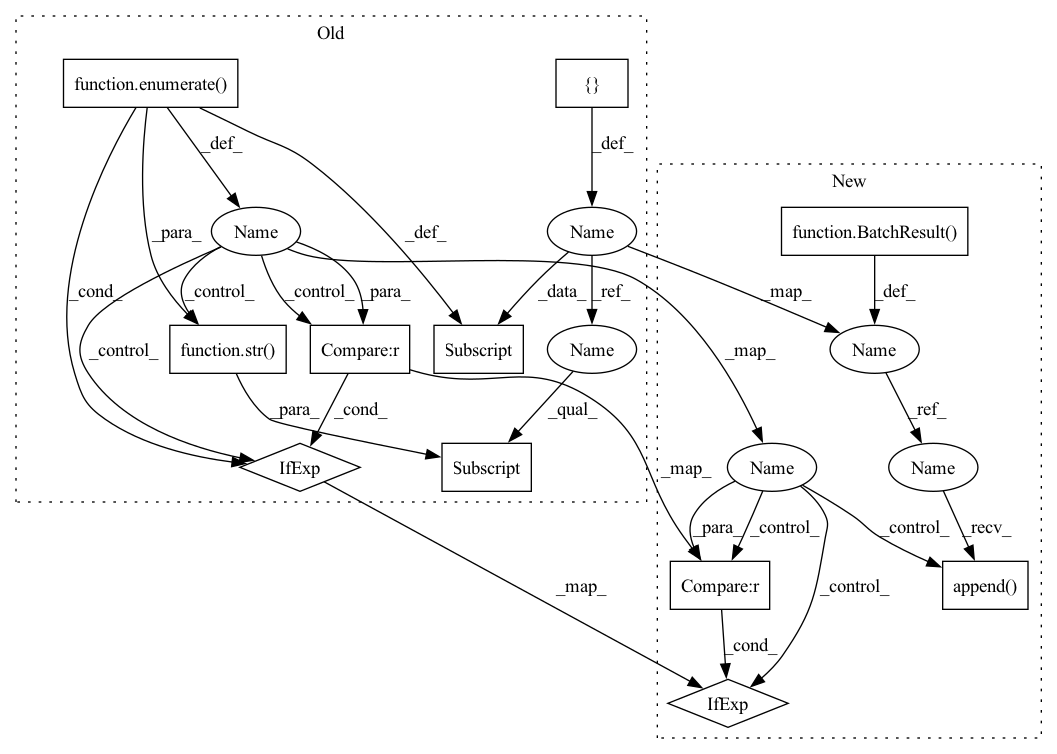 Old
function.enumerate()
{}
_def_
_def_
New
Name
Name
function.BatchResult()
_para_
_def_
_cond_
_control_
_control_
_para_
_data_
_ref_
_map_
_def_
function.str()
Compare:r
Subscript
Name
Name
_control_
_map_
_para_
_cond_
_qual_
_ref_
IfExp
Subscript
_map_
Name
Name
_para_
_control_
_control_
_recv_
_map_
Compare:r
_control_
append()
_cond_
IfExp